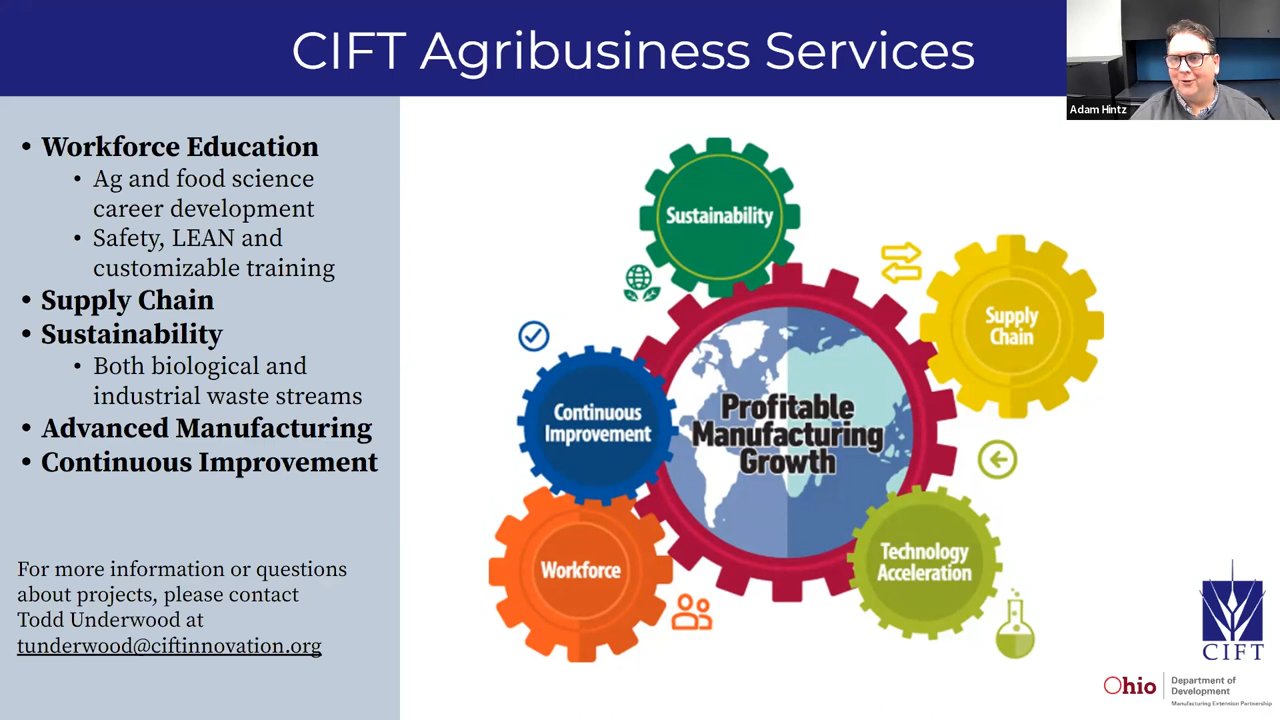 CIFT Agribusiness Services
Adam Hintz
• Workforce Education
• Ag and food science
career development
• Safety, LEAN and
customizable training
• Supply Chain
• Sustainability
• Both biological and
industrial waste streams
• Advanced Manufacturing
• Continuous Improvement
For more information or questions
about projects, please contact
Todd Underwood at
tunderwood@ciftinnovation.org
Sustainability
Supply
Chain
Continuous
Improvement
Profitable
Manufacturing
Growth
Workforce
Technology
Acceleration
CIFT
Ohio
Department of
Development
Manufacturing Extension Partnership